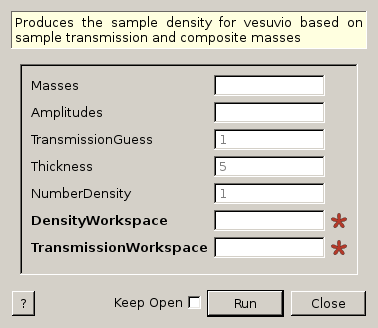 Produces the sample density for vesuvio based on
sample transmission and composite masses
Masses
Amplitudes
TransmissionGuess 1
Thickness 5
NumberDensity 1
DensityWorkspace *
TransmissionWorkspace *
? Keep Open Run Close